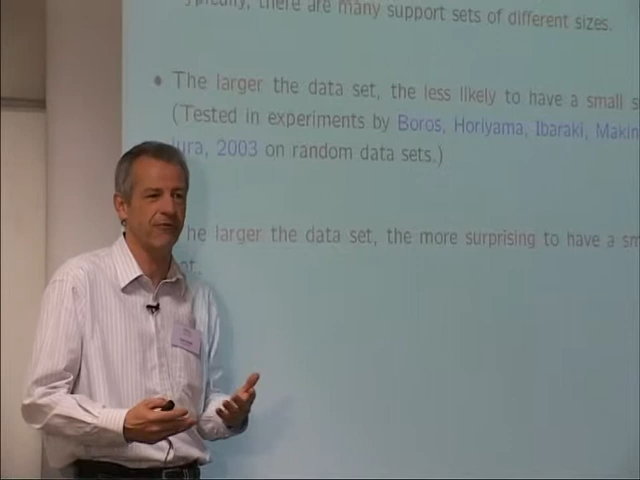 there are many support sets of different sizes.
• The larger the data set, the less likely to have a small
(Tested in experiments by Boros, Horiyama, Ibaraki, Makin
ura, 2003 on random data sets.)
he larger the data set, the more surprising to have a sm